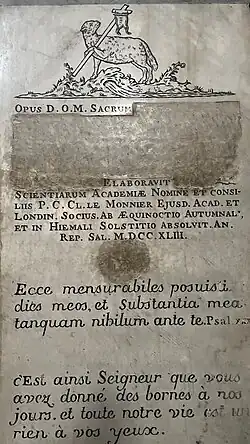 OPUS D.O.M. SACRUM
ELABORAVIT
SCIENTIARUM ACADEMIÆ NOMINE ET CONSI-
LIIS P. C. CL. LE MONNIER EJUSD. ACAD. ET
LONDIN. SOCIUS. AB ÆQUINOCTIO AUTUMNALI
ET IN HIEMALI SOLSTITIO ABSOLVIT. AN.
REP. SAL. M.DCC.XLIII.
Ecce mensurabiles posuisti
dies meos, et Substantia mea
tanquam nihilum ante te. Psal.
C'Est ainsi Seigneur que vous
avez donné des bornes à nos
jours. et toute notre vie est un
rien à vos yeux.